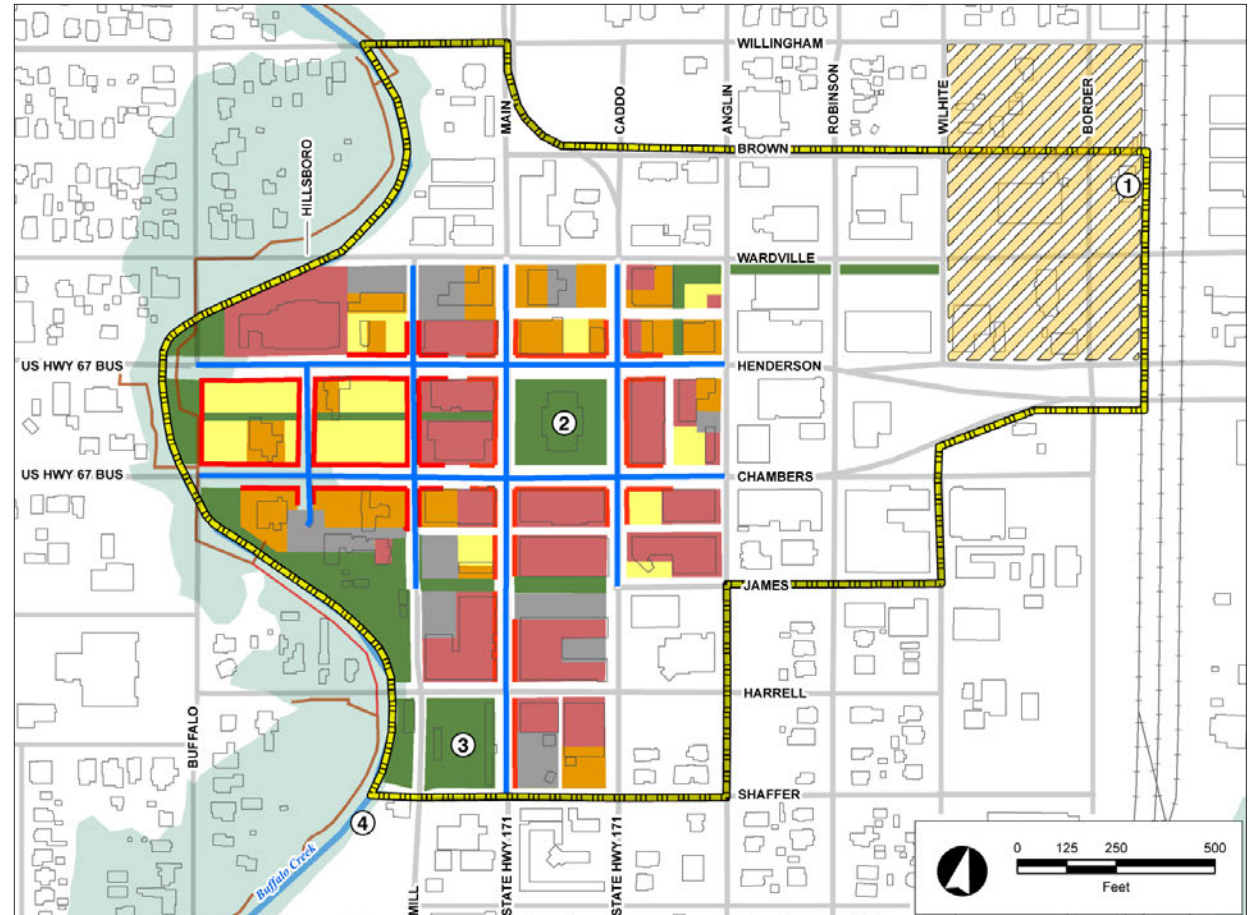 WILLINGHAM
MAIN
CADDO
ANGLIN
ROBINSON
WILHITE
BORDER
BROWN
1
HILLSBORO
WARDVILLE
US HWY 67 BUS
HENDERSON
2
US HWY 67 BUS
CHAMBERS
JAMES
HARRELL
BUFFALO
3
SHAFFER
4
Buffalo Creek
MILL
STATE HWY 171
STATE HWY 171
0 125 250 500
Feet